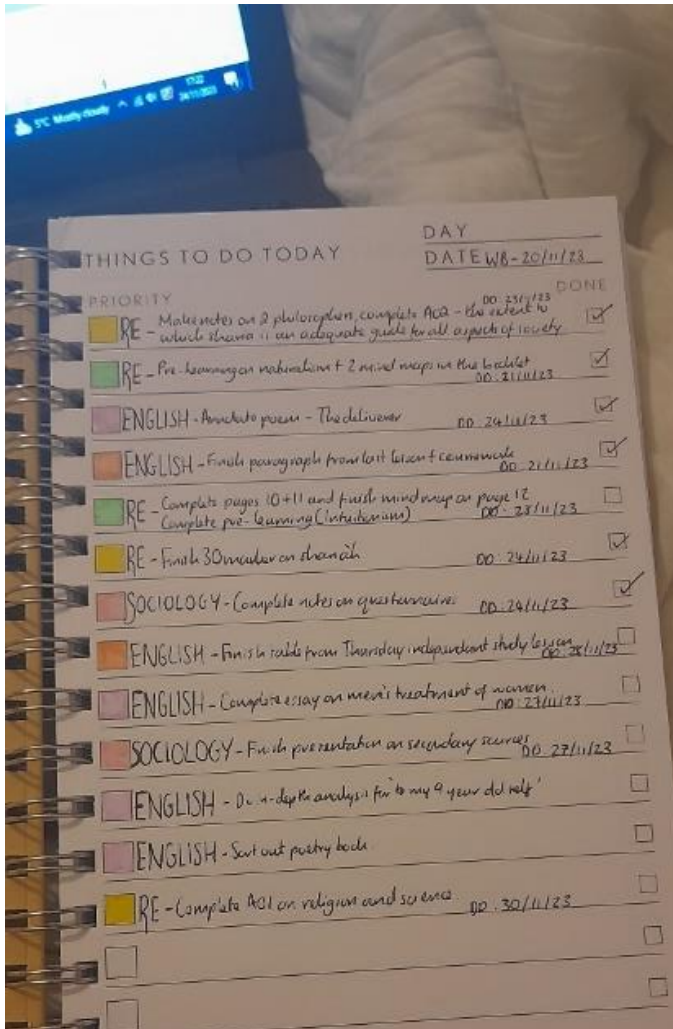 5°C Mostly cloudy
17:22
24/11/2023
DAY
THINGS TO DO TODAY
DATE WB-20/11/23
PRIORITY
DONE
DD: 23/11/23
RE - Make notes on 2 philosophers, complete AO2 - the extent to
which sharia is an adequate guide for all aspects of society
RE - Pre-learning on naturalism + 2 mind maps in the booklet
DD: 21/11/23
ENGLISH - Annotate poem - The deliverer DD: 24/11/23
ENGLISH - Finish paragraph from last lesson + coursework
DD: 21/11/23
RE - Complete pages 10+11 and finish mind map on page 12
Complete pre-learning (intuitionism) DD: 28/11/23
RE - Finish 30 marker on shariah DD: 24/11/23
SOCIOLOGY - Complete notes on questionnaires DD: 24/11/23
ENGLISH - Finish from Thursday independent study lesson
DD: 28/11/23
ENGLISH - Complete essay on men's treatment of women
DD: 27/11/23
SOCIOLOGY - Finish presentation on secondary sources
DD: 27/11/23
ENGLISH - Do in-depth analysis for 'to my 9 year old self'
ENGLISH - Sort out poetry book
RE - Complete AO1 on religion and science DD: 30/11/23